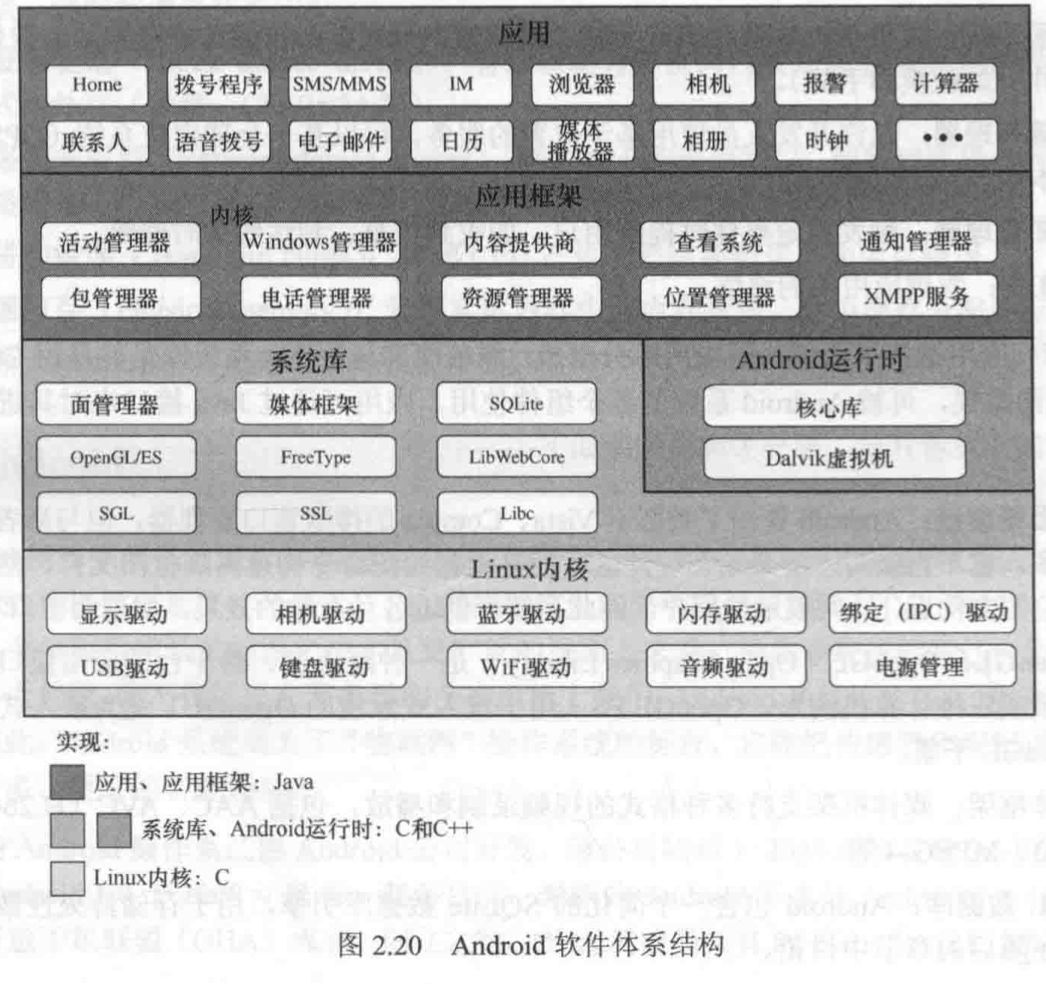 应用
Home 拨号程序 SMS/MMS IM 浏览器 相机 报警 计算器
联系人 语音拨号 电子邮件 日历 媒体播放器 相册 时钟 •••
应用框架
内核
活动管理器 Windows管理器 内容提供商 查看系统 通知管理器
包管理器 电话管理器 资源管理器 位置管理器 XMPP服务
系统库 Android运行时
面管理器 媒体框架 SQLite 核心库
OpenGL/ES FreeType LibWebCore Dalvik虚拟机
SGL SSL Libc
Linux内核
显示驱动 相机驱动 蓝牙驱动 闪存驱动 绑定（IPC）驱动
USB驱动 键盘驱动 WiFi驱动 音频驱动 电源管理
实现：
应用、应用框架：Java
系统库、Android运行时：C和C++
Linux内核：C
图 2.20 Android 软件体系结构